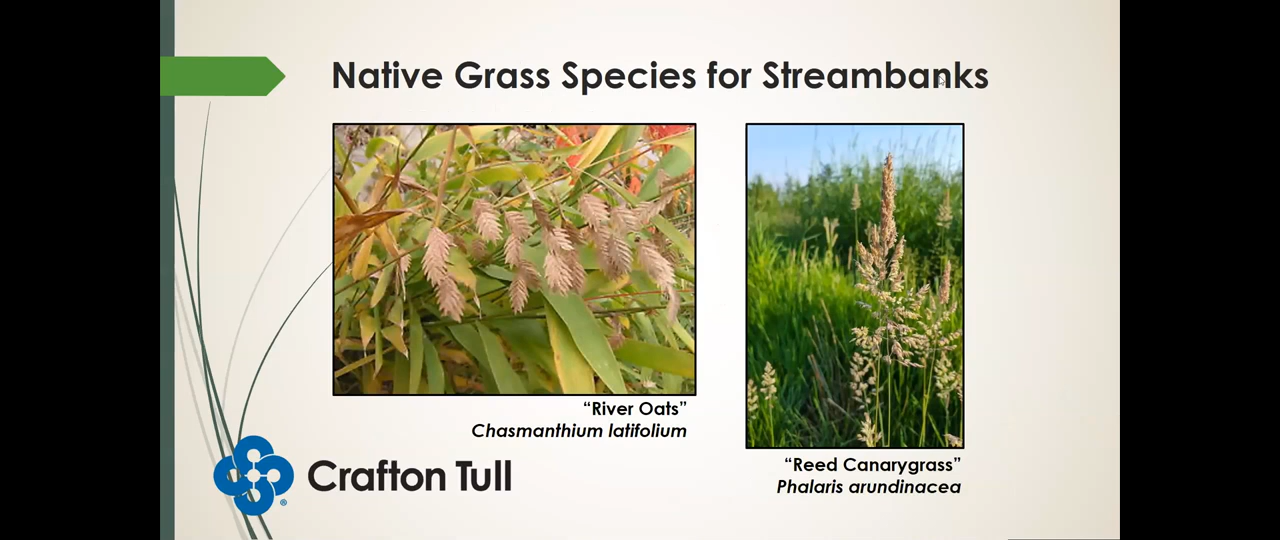 Native Grass Species for Streambanks
“River Oats”
Chasmanthium latifolium
“Reed Canarygrass”
Phalaris arundinacea
Crafton Tull
®